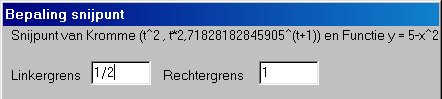 Bepaling snijpunt
Snijpunt van Kromme (t^2 , t*2,71828182845905^(t+1)) en Functie y = 5-x^2
Linkergrens 1/2 Rechtergrens 1